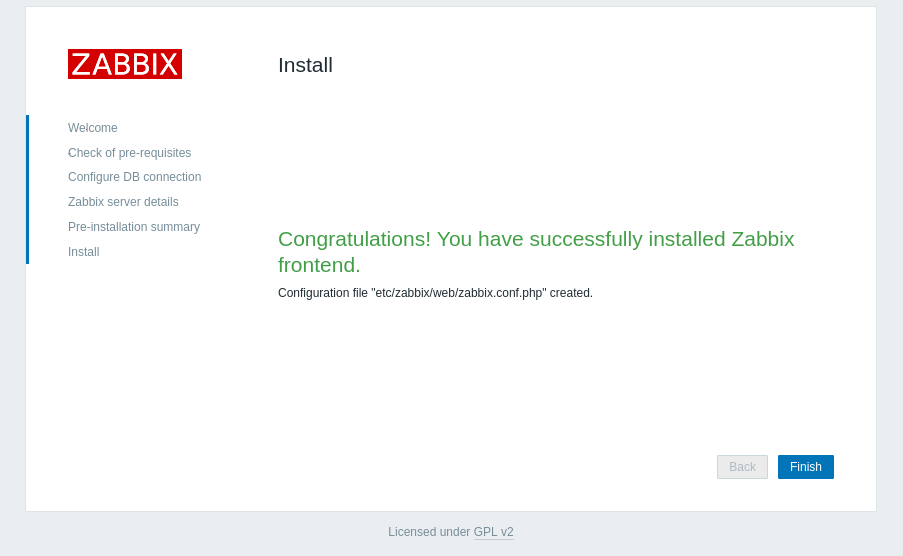 ZABBIX
Install
Welcome
Check of pre-requisites
Configure DB connection
Zabbix server details
Pre-installation summary
Install
Congratulations! You have successfully installed Zabbix
frontend.
Configuration file "etc/zabbix/web/zabbix.conf.php" created.
Back
Finish
Licensed under GPL v2